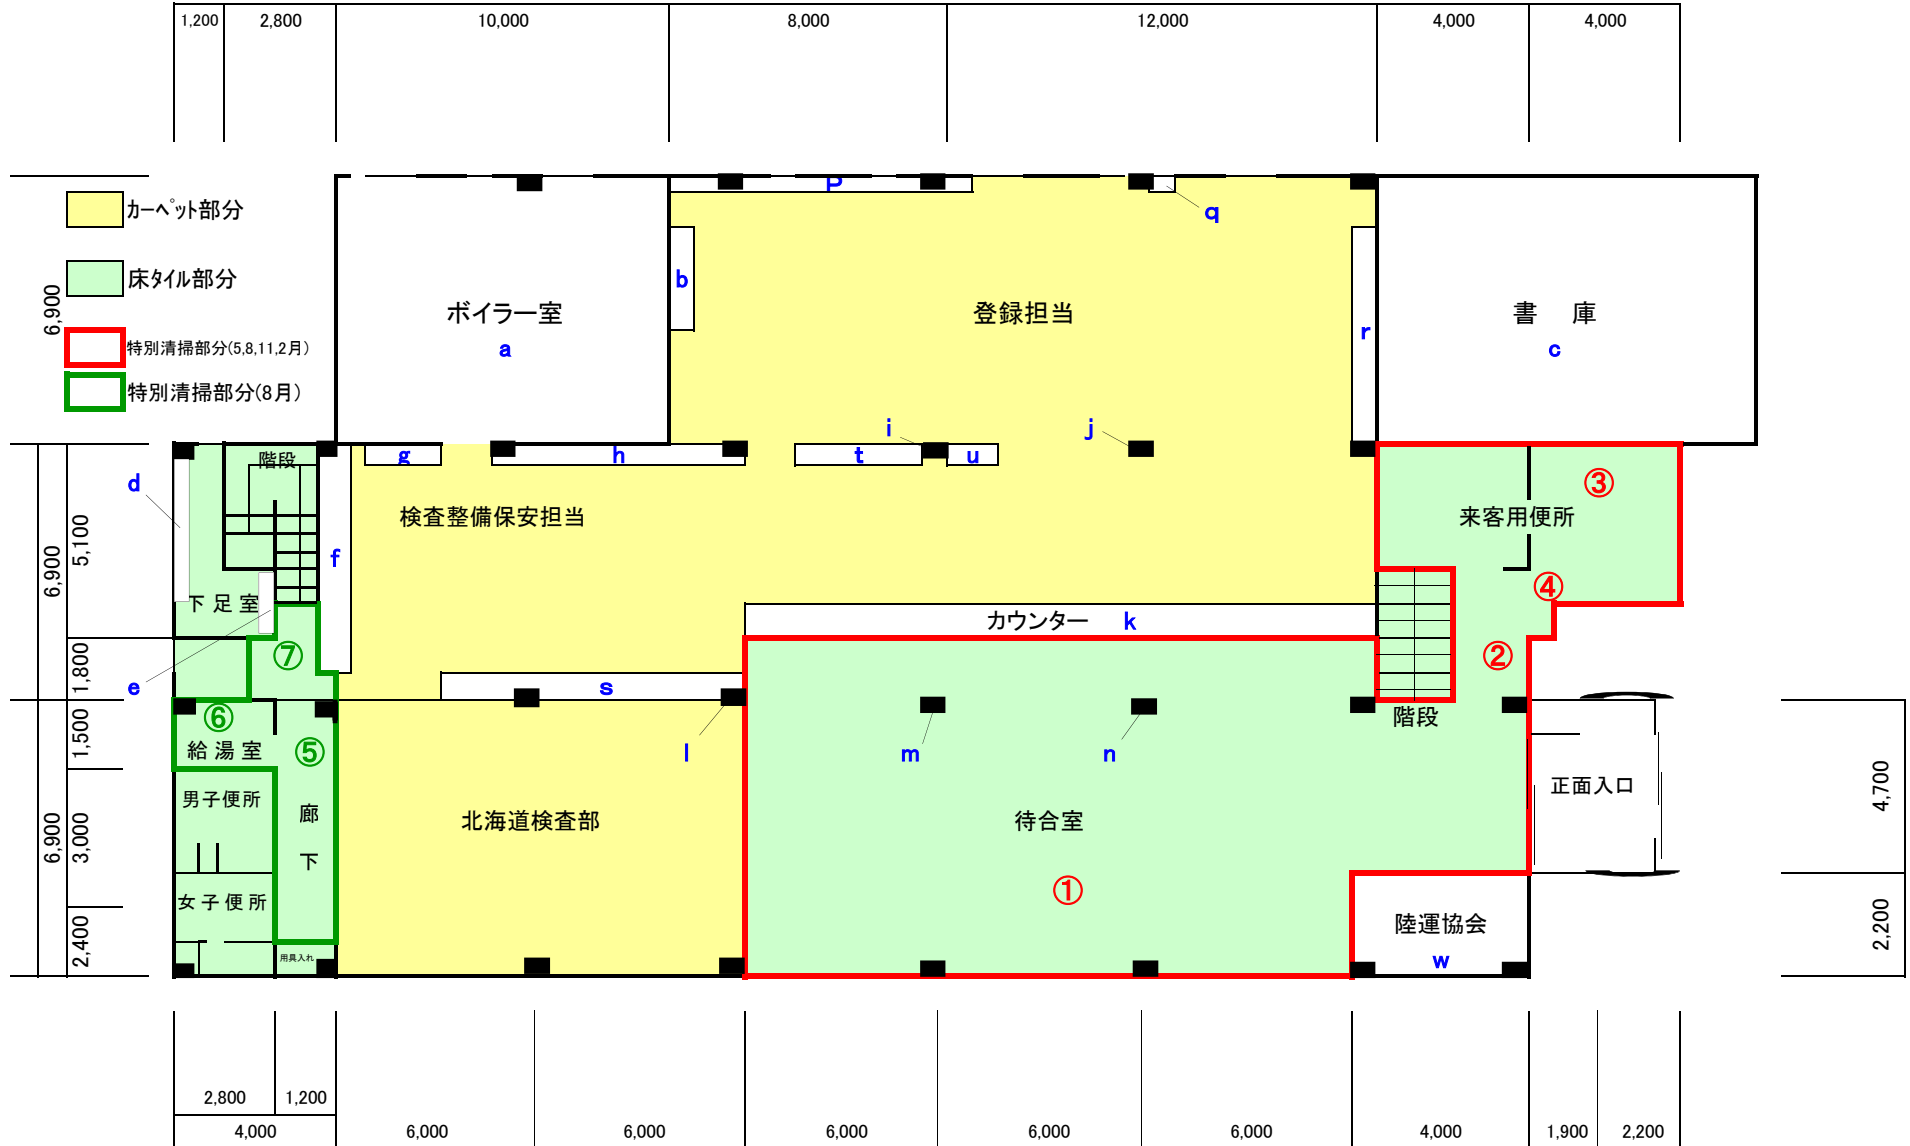 1,200 2,800 10,000 8,000 12,000 4,000 4,000
カーペット部分
床タイル部分
特別清掃部分(5,8,11,2月)
特別清掃部分(8月)
6,900
P
q
b
ボイラー室
a
登録担当
r
書 庫
c
i
j
階段
g
h
t
u
③
d
検査整備保安担当
来客用便所
f
5,100
6,900
下足室
④
カウンター k
⑦
②
1,800
e
s
⑥
階段
1,500
給湯室
⑤
l
m
n
男子便所
廊下
北海道検査部
待合室
正面入口
4,700
3,000
6,900
女子便所
①
陸運協会
w
2,200
2,400
用具入れ
2,800 1,200
4,000 6,000 6,000 6,000 6,000 6,000 4,000 1,900 2,200